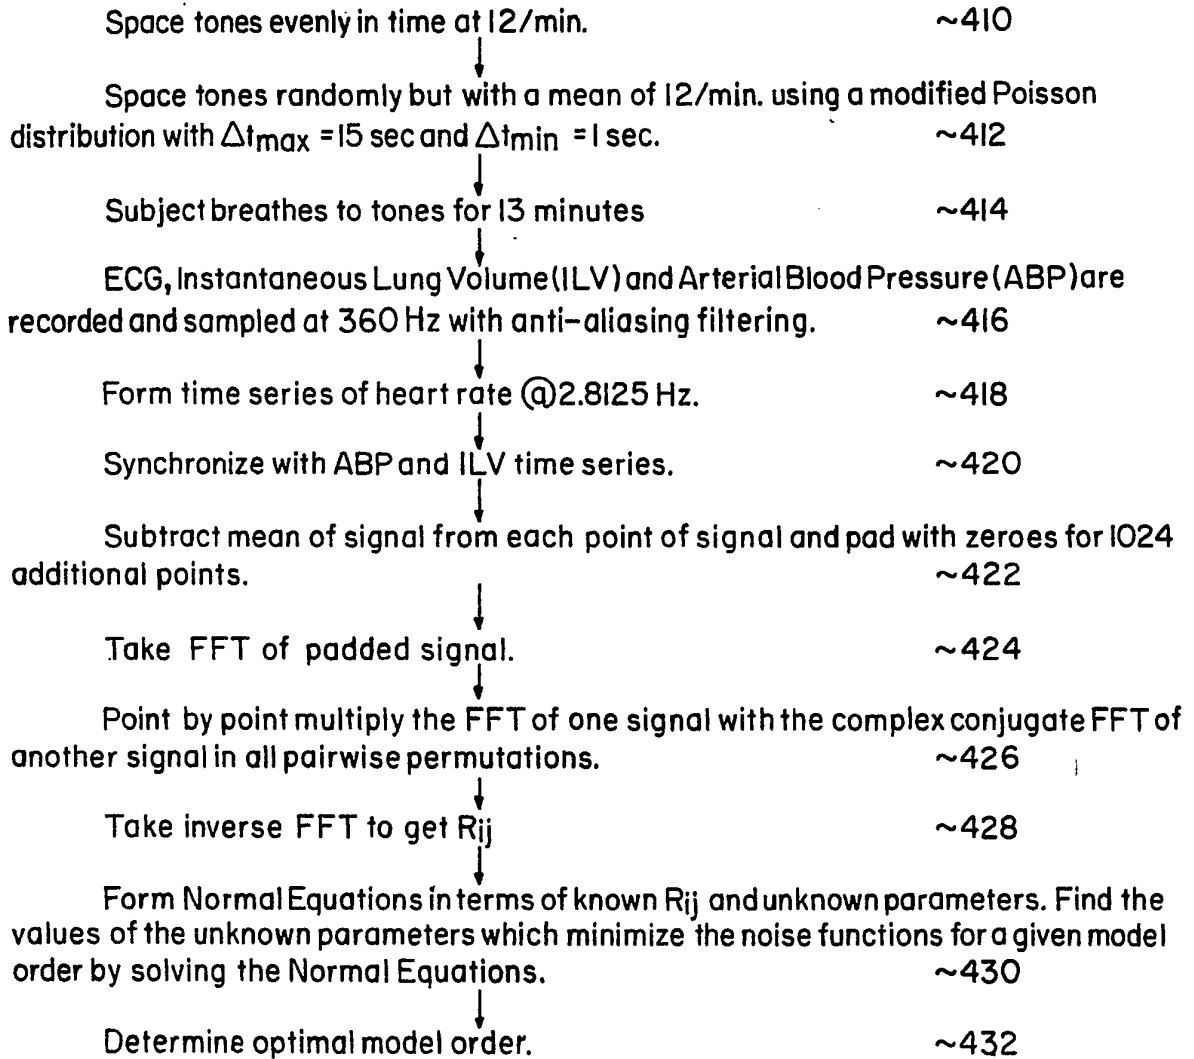 Space tones evenly in time at 12/min. ~410
Space tones randomly but with a mean of 12/min. using a modified Poisson
distribution with Δtmax = 15 sec and Δtmin = 1 sec. ~412
Subject breathes to tones for 13 minutes ~414
ECG, Instantaneous Lung Volume (ILV) and Arterial Blood Pressure (ABP) are
recorded and sampled at 360 Hz with anti-aliasing filtering. ~416
Form time series of heart rate @2.8125 Hz. ~418
Synchronize with ABP and ILV time series. ~420
Subtract mean of signal from each point of signal and pad with zeroes for 1024
additional points. ~422
Take FFT of padded signal. ~424
Point by point multiply the FFT of one signal with the complex conjugate FFT of
another signal in all pairwise permutations. ~426
Take inverse FFT to get Rij ~428
Form Normal Equations in terms of known Rij and unknown parameters. Find the
values of the unknown parameters which minimize the noise functions for a given model
order by solving the Normal Equations. ~430
Determine optimal model order. ~432